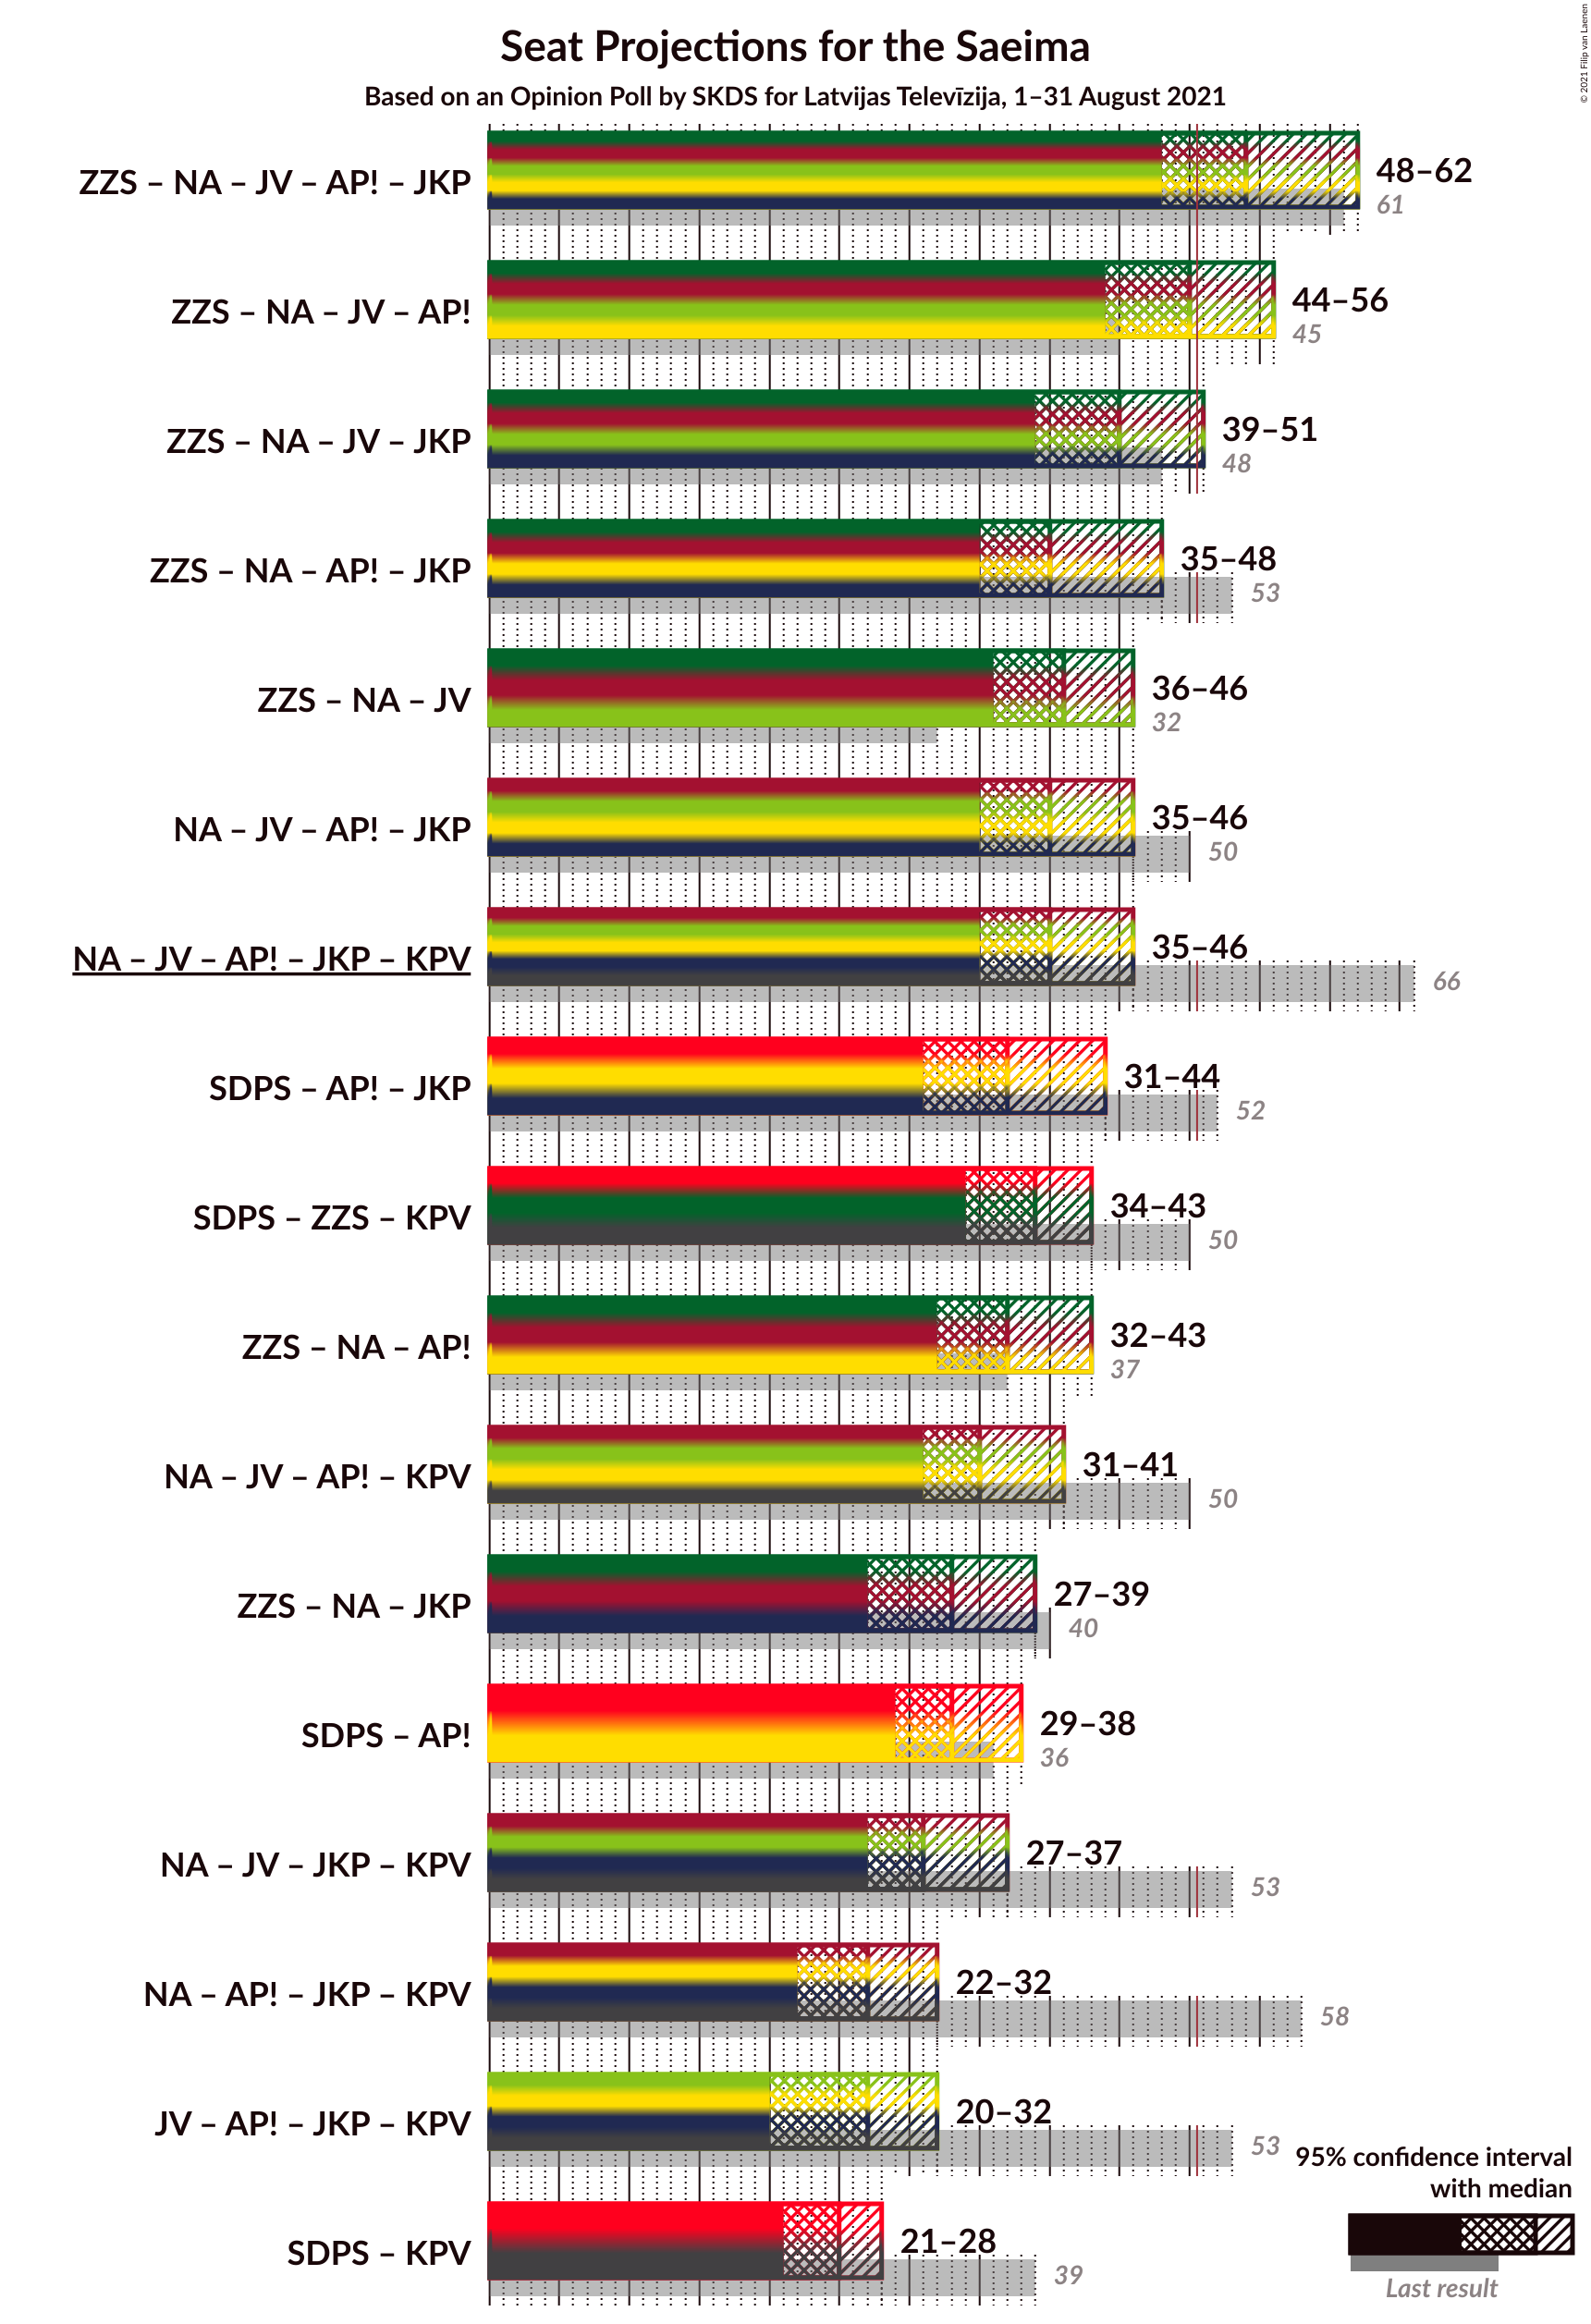 Seat Projections for the Saeima
Based on an Opinion Poll by SKDS for Latvijas Televīzija, 1–31 August 2021
© 2021 Filip van Laenen
ZZS – NA – JV – AP! – JKP
48–62
61
ZZS – NA – JV – AP!
44–56
45
ZZS – NA – JV – JKP
39–51
48
ZZS – NA – AP! – JKP
35–48
53
ZZS – NA – JV
36–46
32
NA – JV – AP! – JKP
35–46
50
NA – JV – AP! – JKP – KPV
35–46
66
SDPS – AP! – JKP
31–44
52
SDPS – ZZS – KPV
34–43
50
ZZS – NA – AP!
32–43
37
NA – JV – AP! – KPV
31–41
50
ZZS – NA – JKP
27–39
40
SDPS – AP!
29–38
36
NA – JV – JKP – KPV
27–37
53
NA – AP! – JKP – KPV
22–32
58
JV – AP! – JKP – KPV
20–32
53
SDPS – KPV
21–28
39
95% confidence interval
with median
Last result